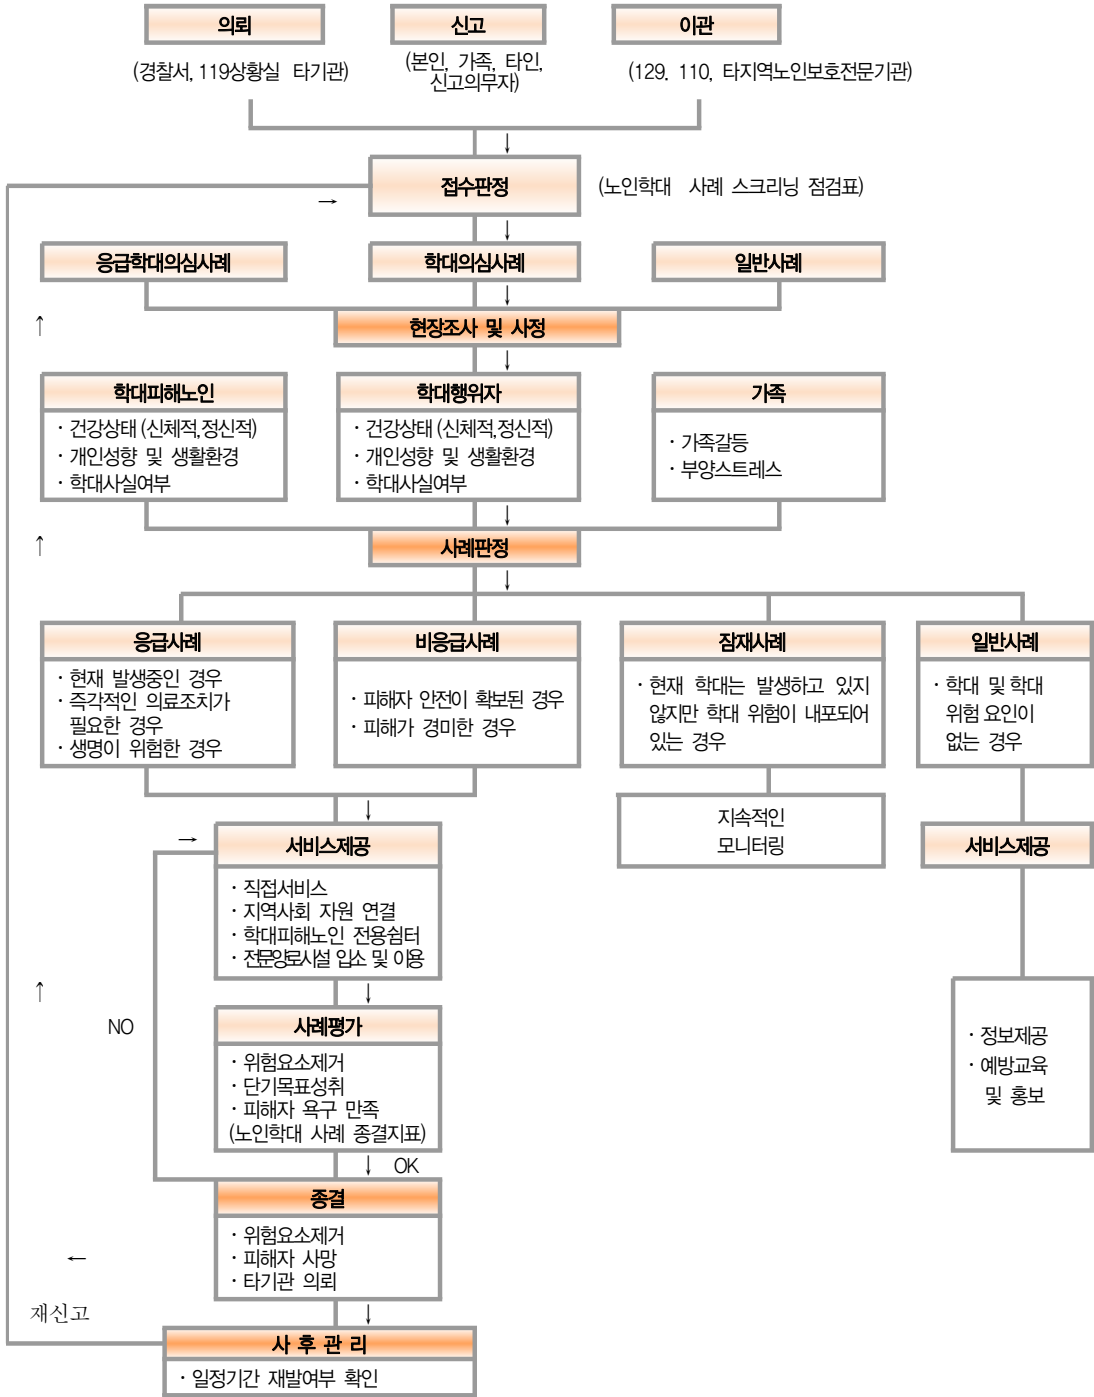 의뢰
신고
이관
(경찰서, 119상황실 타기관)
(본인, 가족, 타인,
신고의무자)
(129, 110, 타지역노인보호전문기관)
↓
접수판정
(노인학대 사례 스크리닝 점검표)
→
↓
응급학대의심사례
학대의심사례
일반사례
↓
↑
현장조사 및 사정
↓
학대피해노인
· 건강상태(신체적,정신적)
· 개인성향 및 생활환경
· 학대사실여부
학대행위자
· 건강상태(신체적,정신적)
· 개인성향 및 생활환경
· 학대사실여부
가족
· 가족갈등
· 부양스트레스
↓
↑
사례판정
↓
응급사례
· 현재 발생중인 경우
· 즉각적인 의료조치가
필요한 경우
· 생명이 위험한 경우
비응급사례
· 피해자 안전이 확보된 경우
· 피해가 경미한 경우
잠재사례
· 현재 학대는 발생하고 있지
않지만 학대 위험이 내포되어
있는 경우
일반사례
· 학대 및 학대
위험 요인이
없는 경우
↓
지속적인
모니터링
→
서비스제공
· 직접서비스
· 지역사회 자원 연결
· 학대피해노인 전용쉼터
· 전문양로시설 입소 및 이용
서비스제공
↓
↑
NO
사례평가
· 위험요소제거
· 단기목표성취
· 피해자 욕구 만족
(노인학대 사례 종결지표)
· 정보제공
· 예방교육
및 홍보
↓ OK
종결
· 위험요소제거
· 피해자 사망
· 타기관 의뢰
←
↓
재신고
사 후 관 리
· 일정기간 재발여부 확인